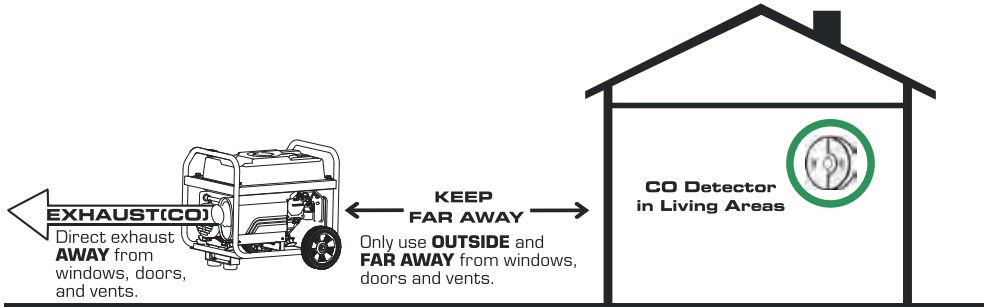 EXHAUST(CO)
Direct exhaust
AWAY from
windows, doors,
and vents.
KEEP
FAR AWAY
Only use OUTSIDE and
FAR AWAY from windows,
doors and vents.
CO Detector
in Living Areas